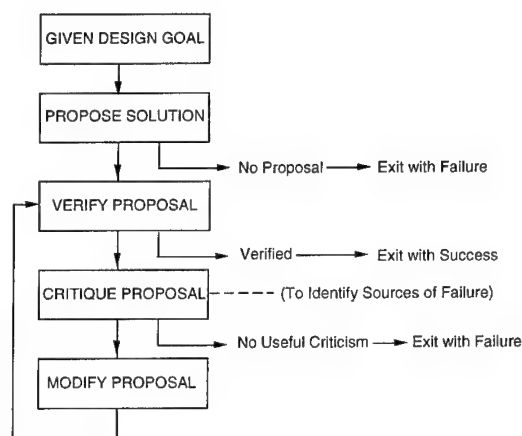 GIVEN DESIGN GOAL
PROPOSE SOLUTION
No Proposal Exit with Failure
VERIFY PROPOSAL
Verified Exit with Success
CRITIQUE PROPOSAL (To Identify Sources of Failure)
No Useful Criticism Exit with Failure
MODIFY PROPOSAL